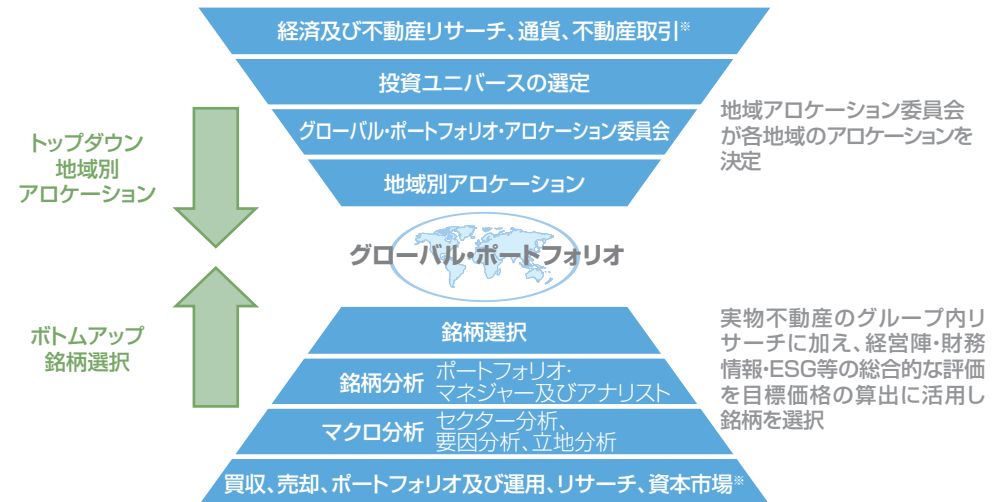 経済及び不動産リサーチ、通貨、不動産取引※
投資ユニバースの選定
グローバル・ポートフォリオ・アロケーション委員会
地域別アロケーション
トップダウン
地域別
アロケーション
地域アロケーション委員会
が各地域のアロケーションを
決定
グローバル・ポートフォリオ
ボトムアップ
銘柄選択
銘柄選択
銘柄分析 ポートフォリオ・
マネジャー及びアナリスト
マクロ分析 セクター分析、
要因分析、立地分析
買収、売却、ポートフォリオ及び運用、リサーチ、資本市場※
実物不動産のグループ内リ
サーチに加え、経営陣・財務
情報・ESG等の総合的な評価
を目標価格の算出に活用し
銘柄を選択